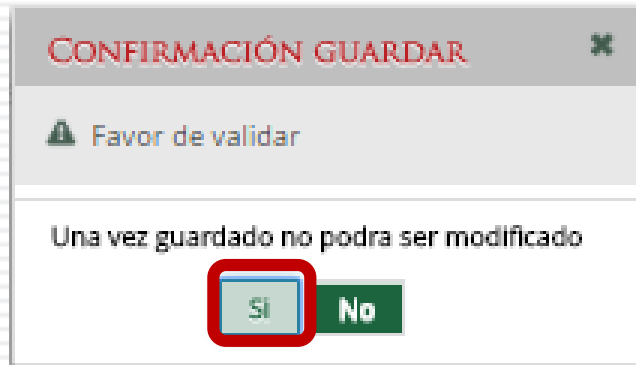 CONFIRMACIÓN GUARDAR
Favor de validar
Una vez guardado no podra ser modificado
Si No